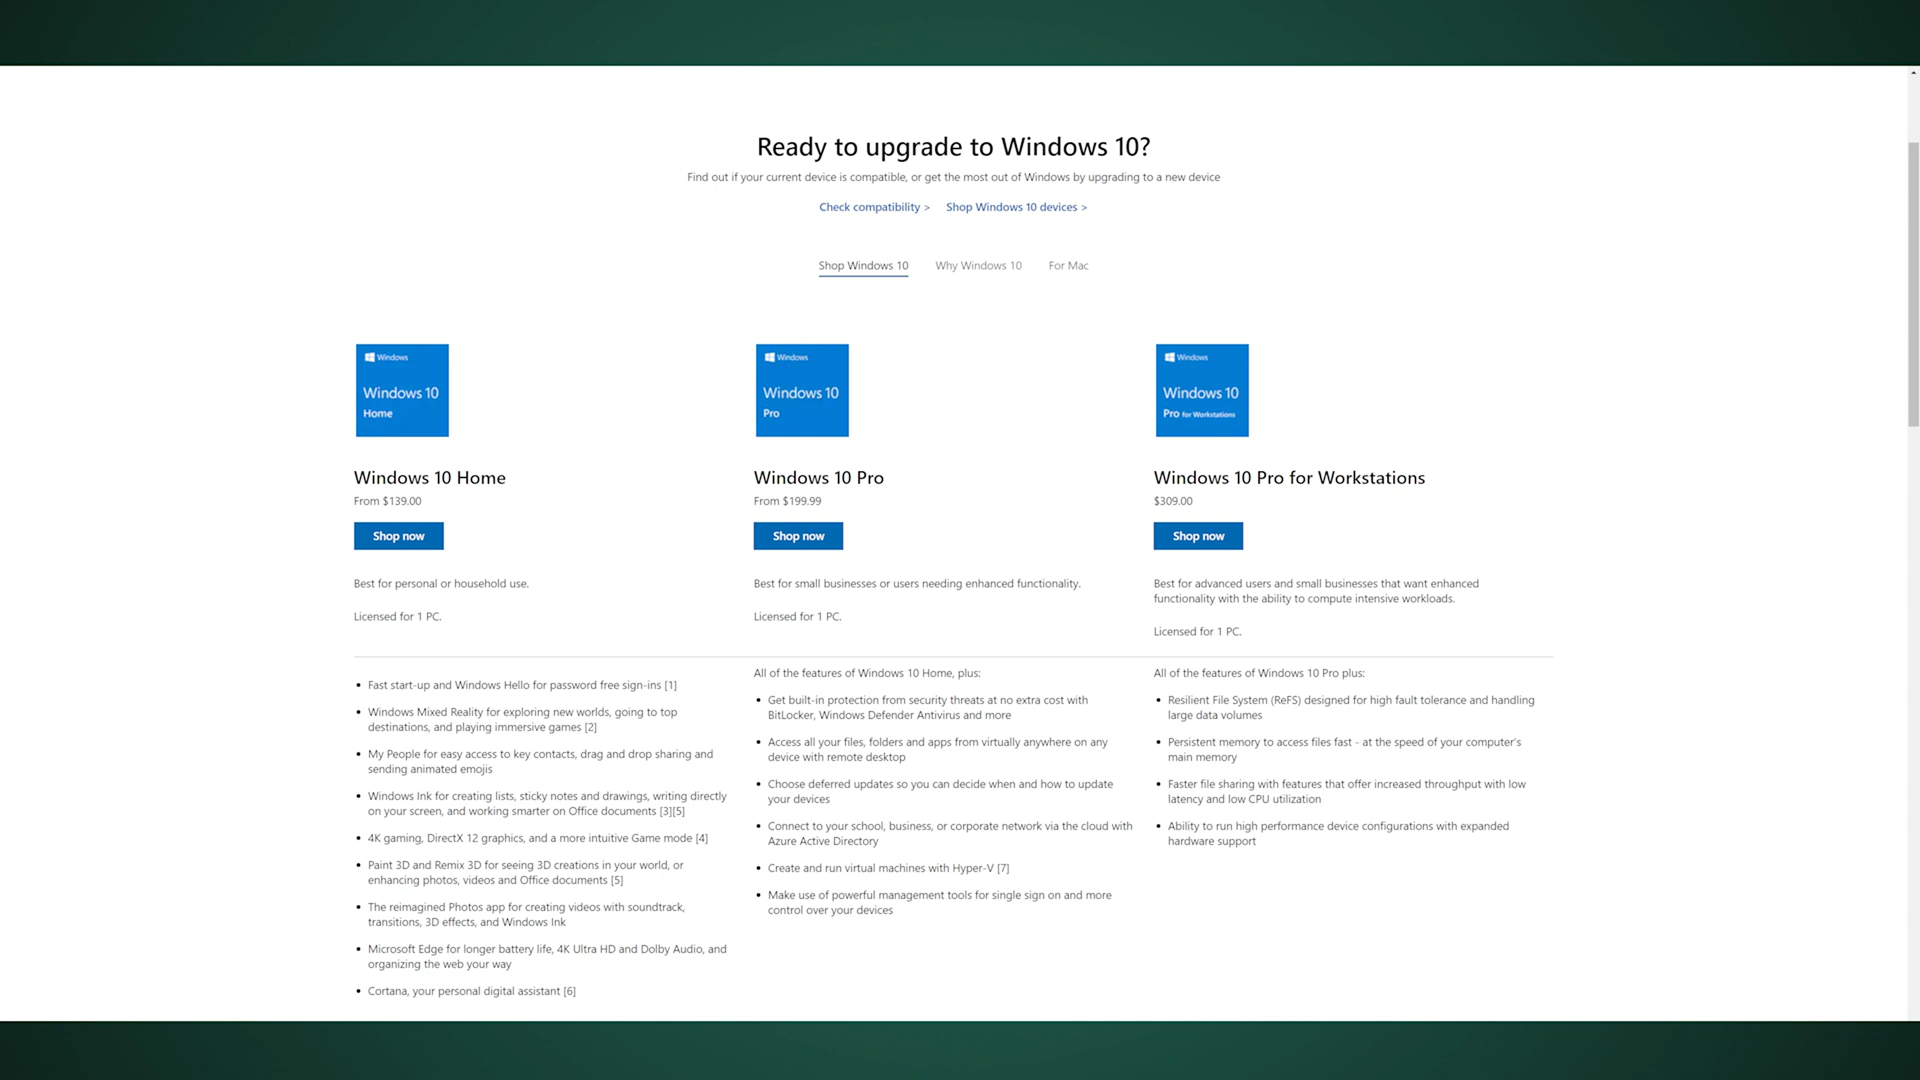 Ready to upgrade to Windows 10?
Find out if your current device is compatible, or get the most out of Windows by upgrading to a new device
Check compatibility > Shop Windows 10 devices >
Shop Windows 10 Why Windows 10 For Mac
Windows
Windows 10
Home
Windows 10 Home
From $139.00
Shop now
Best for personal or household use.
Licensed for 1 PC.
• Fast start-up and Windows Hello for password free sign-ins [1]
• Windows Mixed Reality for exploring new worlds, going to top
destinations, and playing immersive games [2]
• My People for easy access to key contacts, drag and drop sharing and
sending animated emojis
• Windows Ink for creating lists, sticky notes and drawings, writing directly
on your screen, and working smarter on Office documents [3][5]
• 4K gaming, DirectX 12 graphics, and a more intuitive Game mode [4]
• Paint 3D and Remix 3D for seeing 3D creations in your world, or
enhancing photos, videos and Office documents [5]
• The reimagined Photos app for creating videos with soundtrack,
transitions, 3D effects, and Windows Ink
• Microsoft Edge for longer battery life, 4K Ultra HD and Dolby Audio, and
organizing the web your way
• Cortana, your personal digital assistant [6]
Windows
Windows 10
Pro
Windows 10 Pro
From $199.99
Shop now
Best for small businesses or users needing enhanced functionality.
Licensed for 1 PC.
All of the features of Windows 10 Home, plus:
• Get built-in protection from security threats at no extra cost with
BitLocker, Windows Defender Antivirus and more
• Access all your files, folders and apps from virtually anywhere on any
device with remote desktop
• Choose deferred updates so you can decide when and how to update
your devices
• Connect to your school, business, or corporate network via the cloud with
Azure Active Directory
• Create and run virtual machines with Hyper-V [7]
• Make use of powerful management tools for single sign on and more
control over your devices
Windows
Windows 10
Pro for Workstations
Windows 10 Pro for Workstations
$309.00
Shop now
Best for advanced users and small businesses that want enhanced
functionality with the ability to compute intensive workloads.
Licensed for 1 PC.
All of the features of Windows 10 Pro plus:
• Resilient File System (ReFS) designed for high fault tolerance and handling
large data volumes
• Persistent memory to access files fast - at the speed of your computer's
main memory
• Faster file sharing with features that offer increased throughput with low
latency and low CPU utilization
• Ability to run high performance device configurations with expanded
hardware support